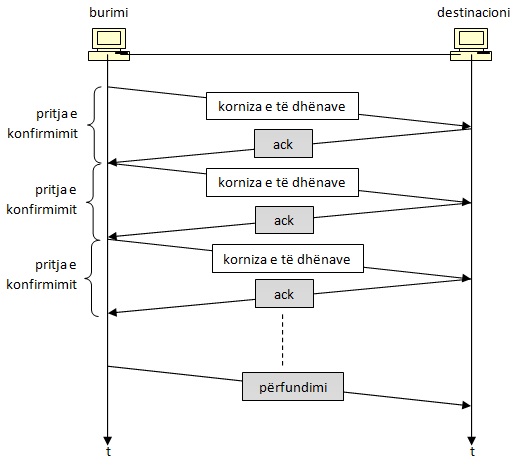 burimi
destinacioni
korniza e të dhënave
pritja e
konfirmimit
ack
korniza e të dhënave
pritja e
konfirmimit
ack
korniza e të dhënave
pritja e
konfirmimit
ack
përfundimi
t
t